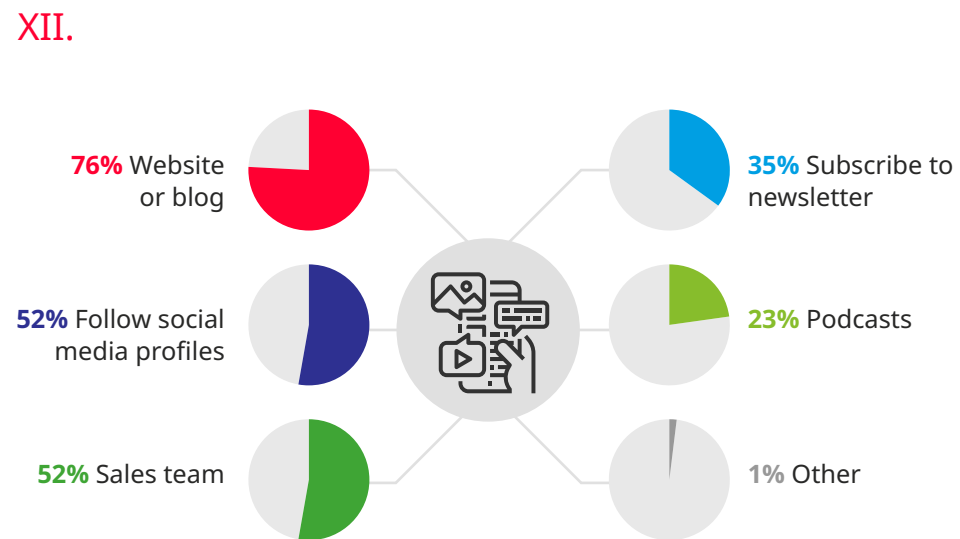 XII.
76% Website
or blog
52% Follow social
media profiles
52% Sales team
35% Subscribe to
newsletter
23% Podcasts
1% Other